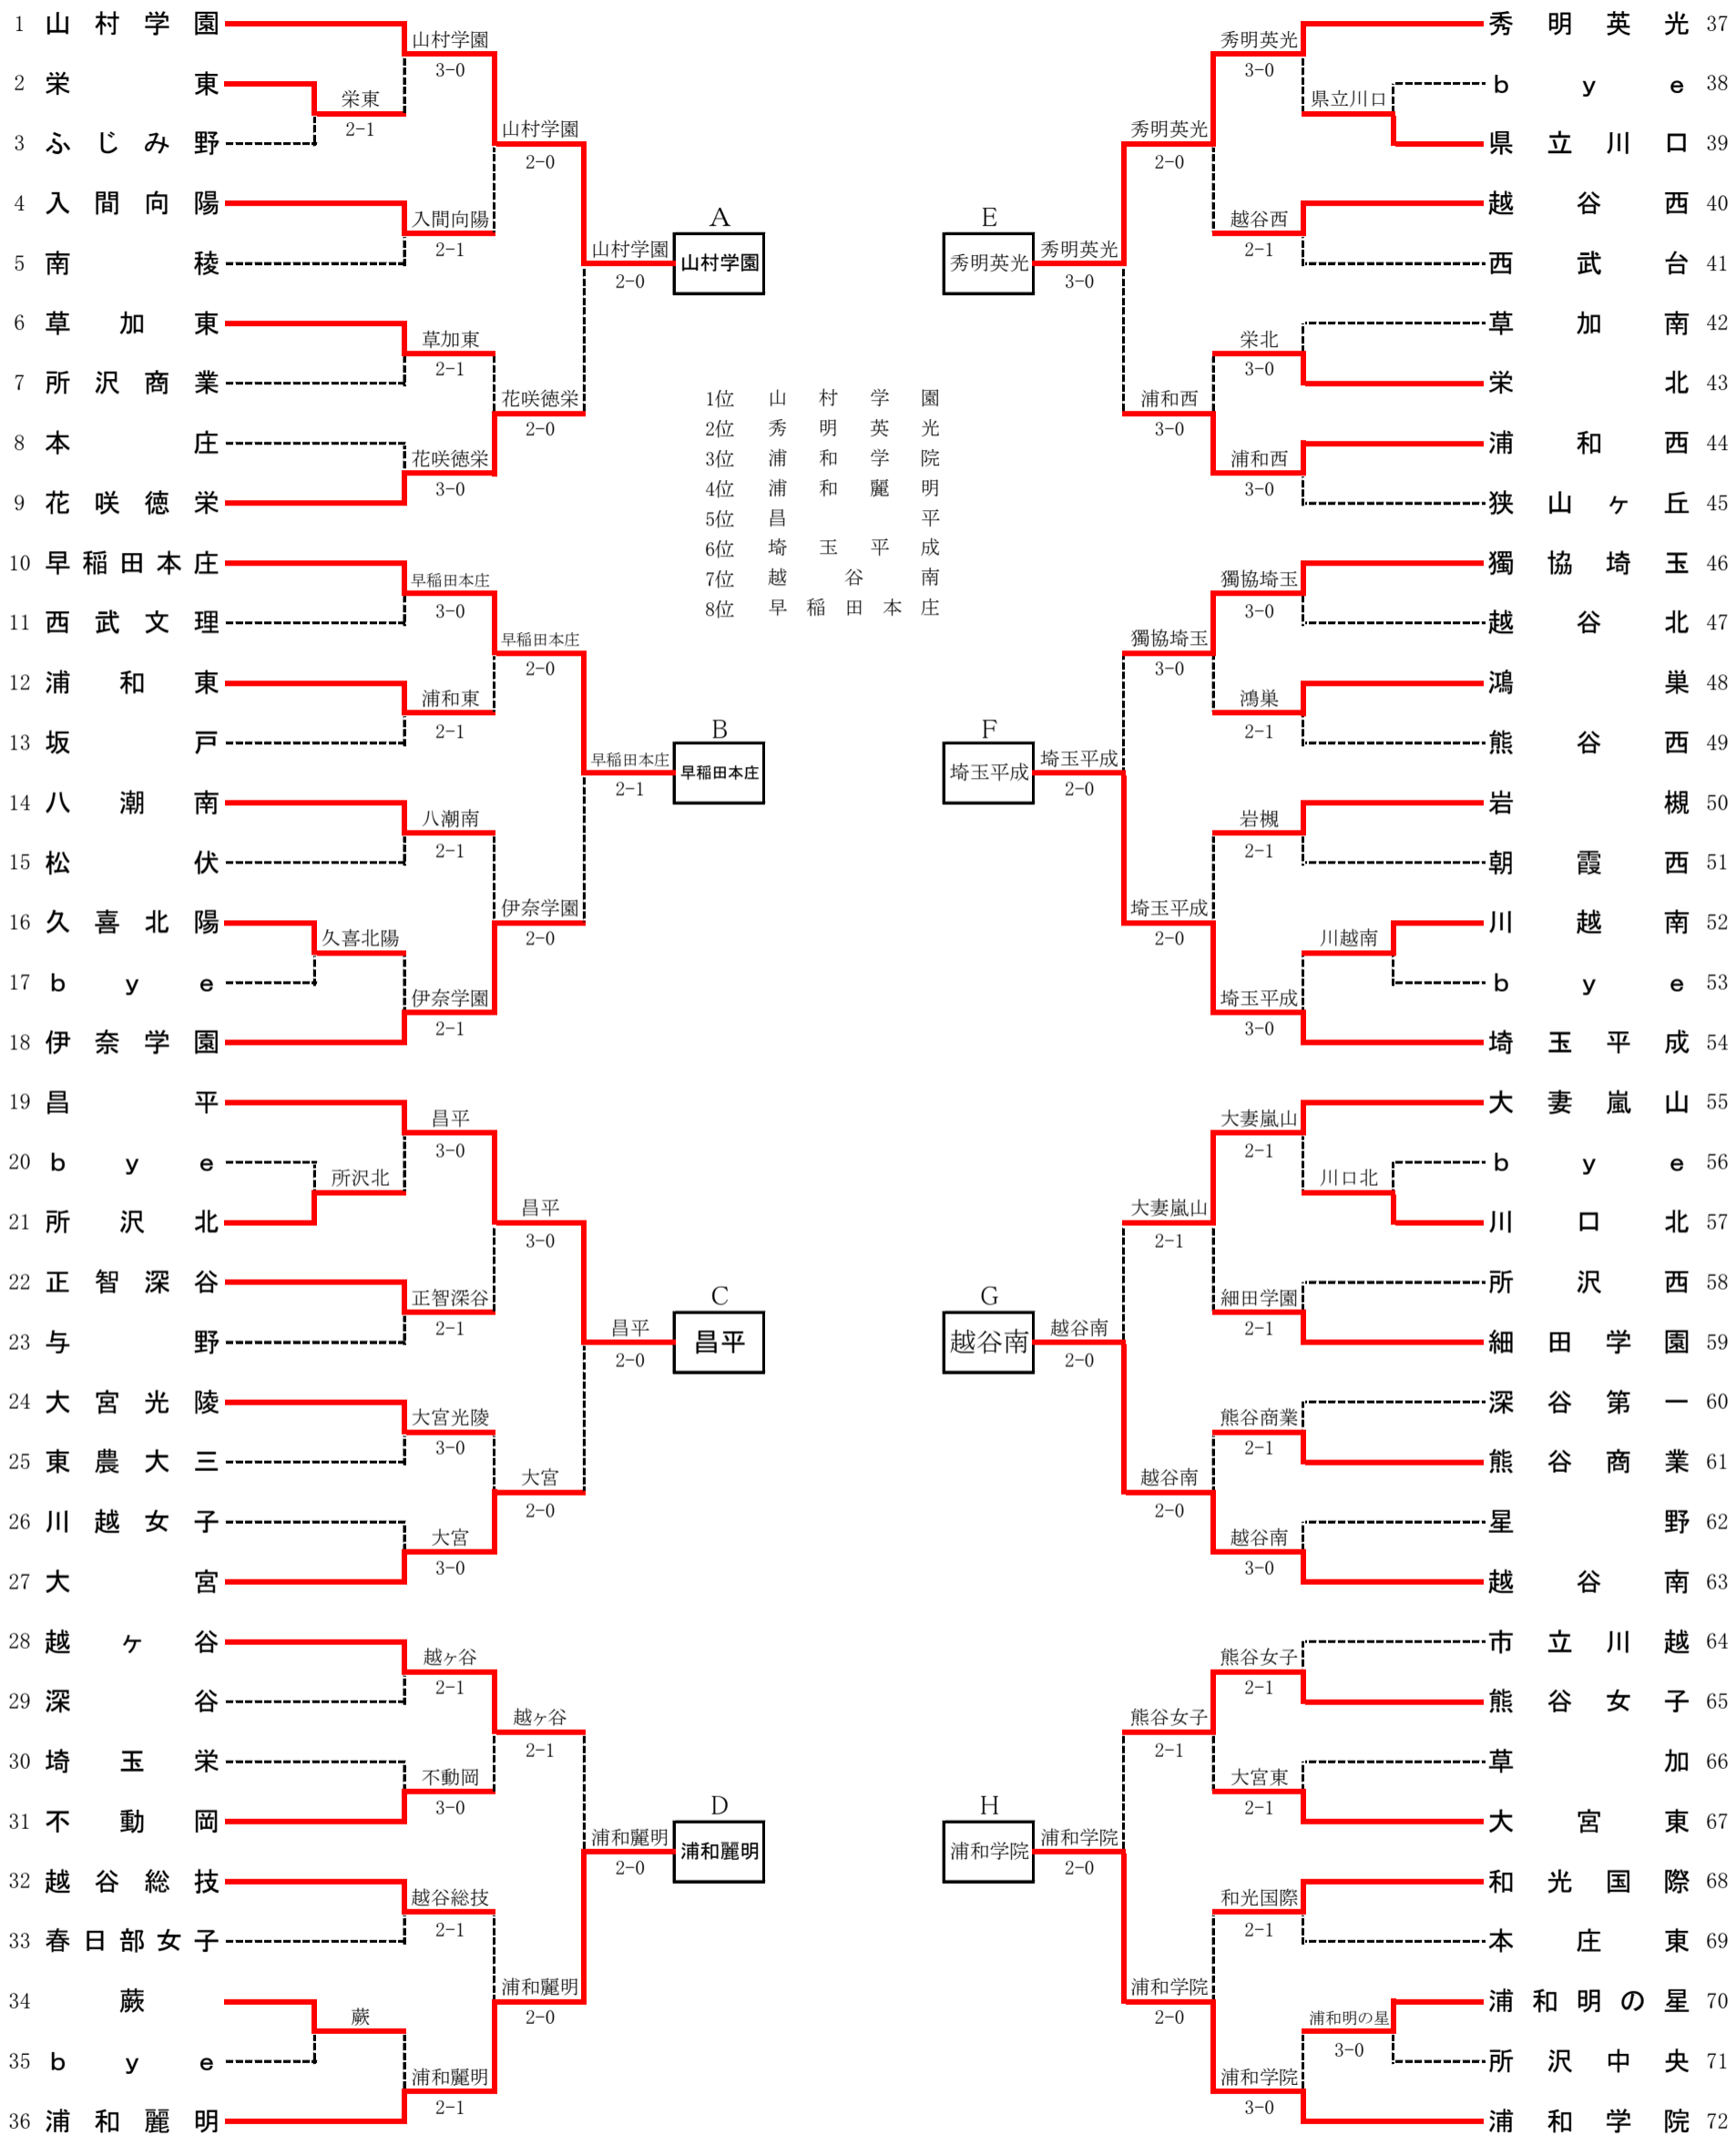 1 山村学園
2 栄東
3 ふじみ野
4 入間向陽
5 南稜
6 草加東
7 所沢商業
8 本庄
9 花咲徳栄
10 早稲田本庄
11 西武文理
12 浦和東
13 坂戸
14 八潮南
15 松伏
16 久喜北陽
17 bye
18 伊奈学園
19 昌平
20 bye
21 所沢北
22 正智深谷
23 与野
24 大宮光陵
25 東農大三
26 川越女子
27 大宮
28 越ヶ谷
29 深谷
30 埼玉栄
31 不動岡
32 越谷総技
33 春日部女子
34 蕨
35 bye
36 浦和麗明
栄東
2-1
久喜北陽
所沢北
蕨
山村学園
3-0
入間向陽
2-1
草加東
2-1
花咲徳栄
3-0
早稲田本庄
3-0
浦和東
2-1
八潮南
2-1
伊奈学園
2-1
昌平
3-0
正智深谷
2-1
大宮光陵
3-0
大宮
3-0
越ヶ谷
2-1
不動岡
3-0
越谷総技
2-1
浦和麗明
2-1
山村学園
2-0
花咲徳栄
2-0
早稲田本庄
2-0
伊奈学園
2-0
昌平
3-0
大宮
2-0
越ヶ谷
2-1
浦和麗明
2-0
山村学園
2-0
早稲田本庄
2-1
昌平
2-0
浦和麗明
2-0
A
山村学園
B
早稲田本庄
C
昌平
D
浦和麗明
1位 山村学園
2位 秀明英光
3位 浦和学院
4位 浦和麗明
5位 昌平
6位 埼玉平成
7位 越谷南
8位 早稲田本庄
E
秀明英光
F
埼玉平成
G
越谷南
H
浦和学院
秀明英光
3-0
埼玉平成
2-0
越谷南
2-0
浦和学院
2-0
秀明英光
2-0
浦和西
3-0
獨協埼玉
3-0
埼玉平成
2-0
大妻嵐山
2-1
越谷南
2-0
熊谷女子
2-1
浦和学院
2-0
秀明英光
3-0
越谷西
2-1
栄北
3-0
浦和西
3-0
獨協埼玉
3-0
鴻巣
2-1
岩槻
2-1
埼玉平成
3-0
大妻嵐山
2-1
細田学園
2-1
熊谷商業
2-1
越谷南
3-0
熊谷女子
2-1
大宮東
2-1
和光国際
2-1
浦和学院
3-0
県立川口
川越南
川口北
浦和明の星
3-0
秀明英光 37
bye 38
県立川口 39
越谷西 40
西武台 41
草加南 42
栄北 43
浦和西 44
狭山ヶ丘 45
獨協埼玉 46
越谷北 47
鴻巣 48
熊谷西 49
岩槻 50
朝霞西 51
川越南 52
bye 53
埼玉平成 54
大妻嵐山 55
bye 56
川口北 57
所沢西 58
細田学園 59
深谷第一 60
熊谷商業 61
星野 62
越谷南 63
市立川越 64
熊谷女子 65
草加 66
大宮東 67
和光国際 68
本庄東 69
浦和明の星 70
所沢中央 71
浦和学院 72